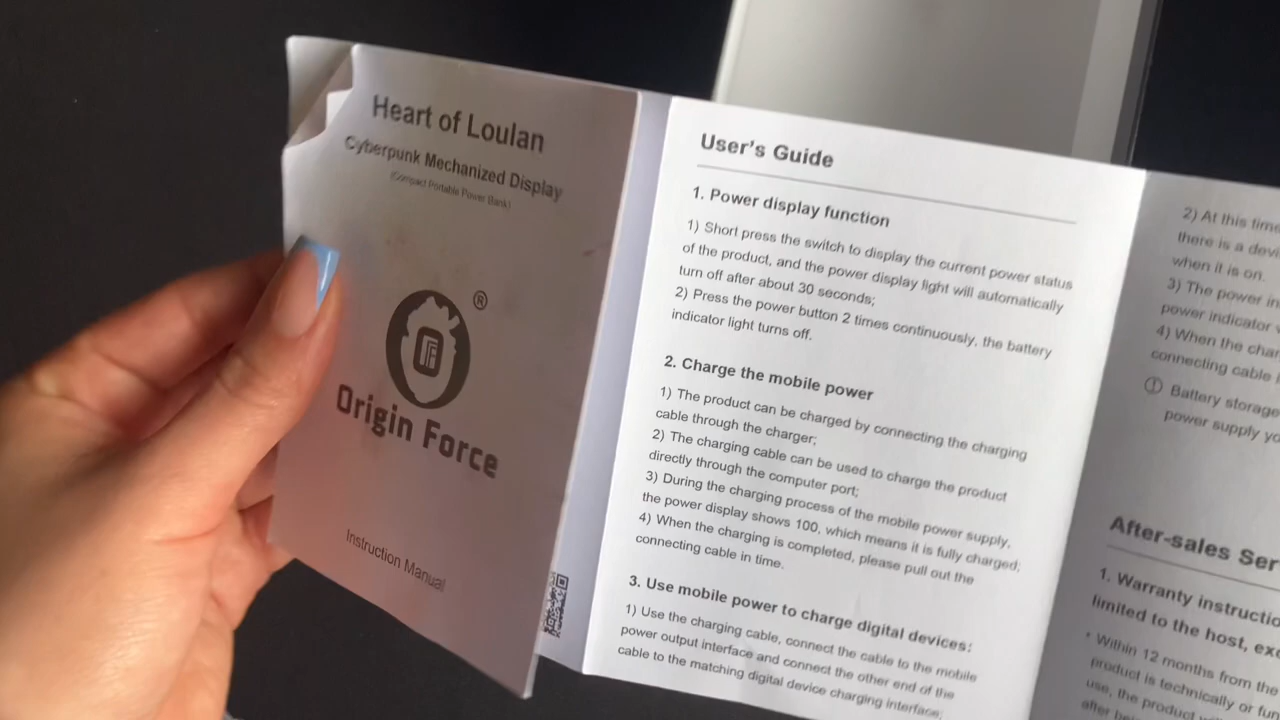 Heart of Loulan
Cyberpunk Mechanized Display
(Compact Portable Power Bank)
®
Origin Force
Instruction Manual
User's Guide
1. Power display function
1) Short press the switch to display the current power status
of the product, and the power display light will automatically
turn off after about 30 seconds;
2) Press the power button 2 times continuously, the battery
indicator light turns off.
2. Charge the mobile power
1) The product can be charged by connecting the charging
cable through the charger;
2) The charging cable can be used to charge the product
directly through the computer port;
3) During the charging process of the mobile power supply,
the power display shows 100, which means it is fully charged;
4) When the charging is completed, please pull out the
connecting cable in time.
3. Use mobile power to charge digital devices:
1) Use the charging cable, connect the cable to the mobile
power output interface and connect the other end of the
cable to the matching digital device charging interface;
2) At this time
there is a devi
when it is on.
3) The power in
power indicator
4) When the char
connecting cable
Battery storage
power supply yo
After-sales Ser
1. Warranty instructio
limited to the host, exc
• Within 12 months from the
product is technically or fun
use, the product
after